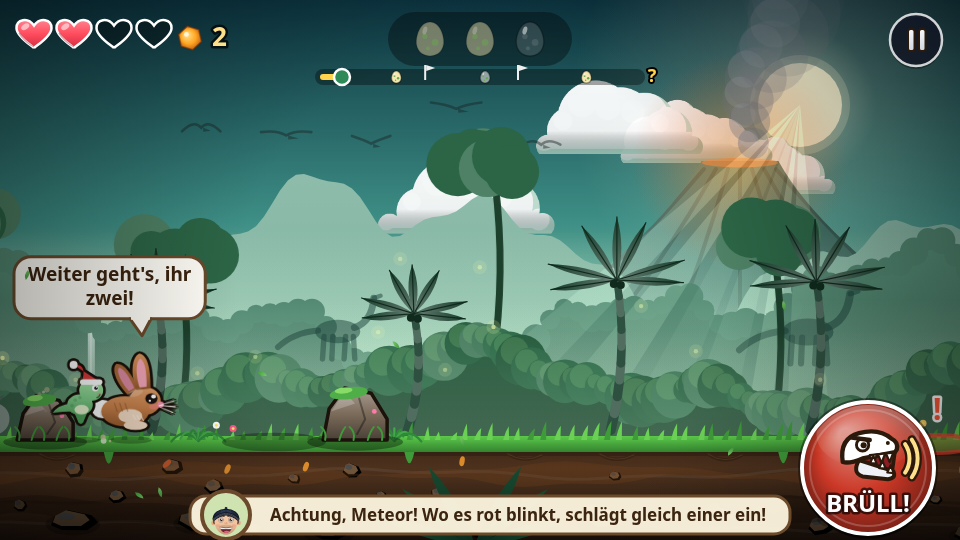 2
?
Weiter geht's, ihr
zwei!
!
BRÜLL!
Achtung, Meteor! Wo es rot blinkt, schlägt gleich einer ein!